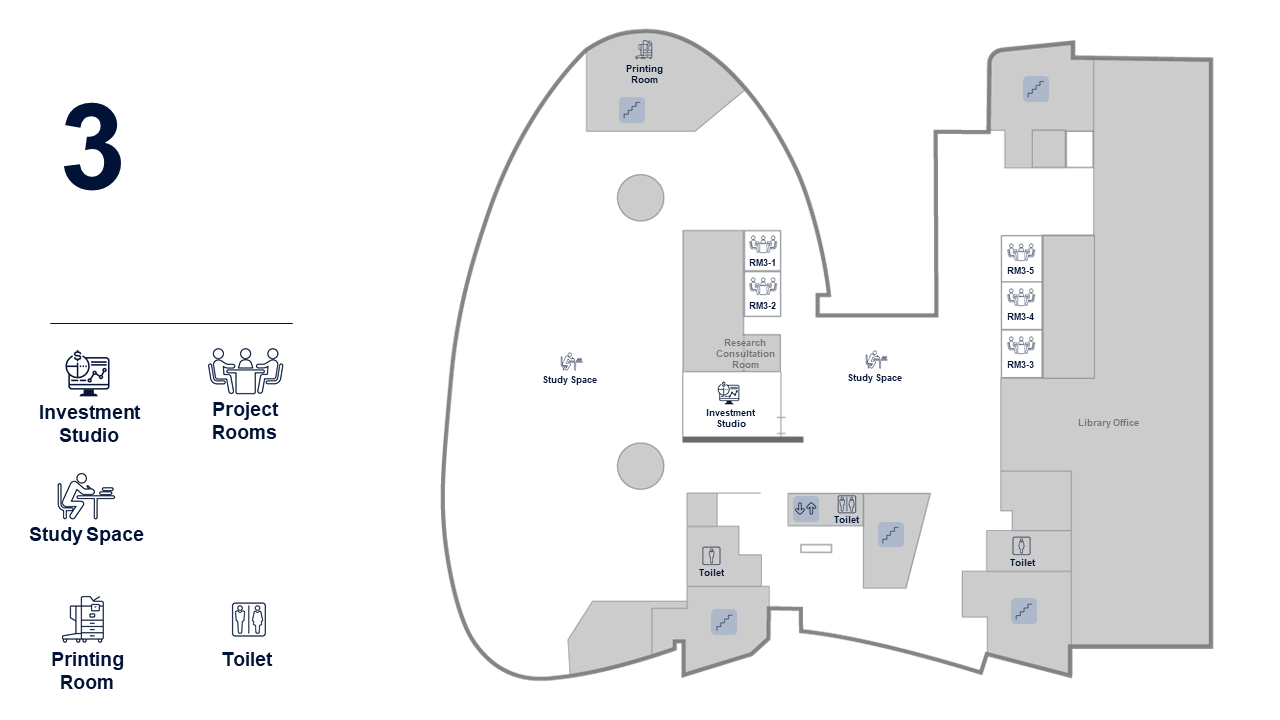 3
Investment
Studio
Project
Rooms
Study Space
Printing
Room
Toilet
Printing
Room
RM3-1
RM3-2
Research
Consultation
Room
Study Space
Investment
Studio
Study Space
RM3-5
RM3-4
RM3-3
Library Office
Toilet
Toilet
Toilet